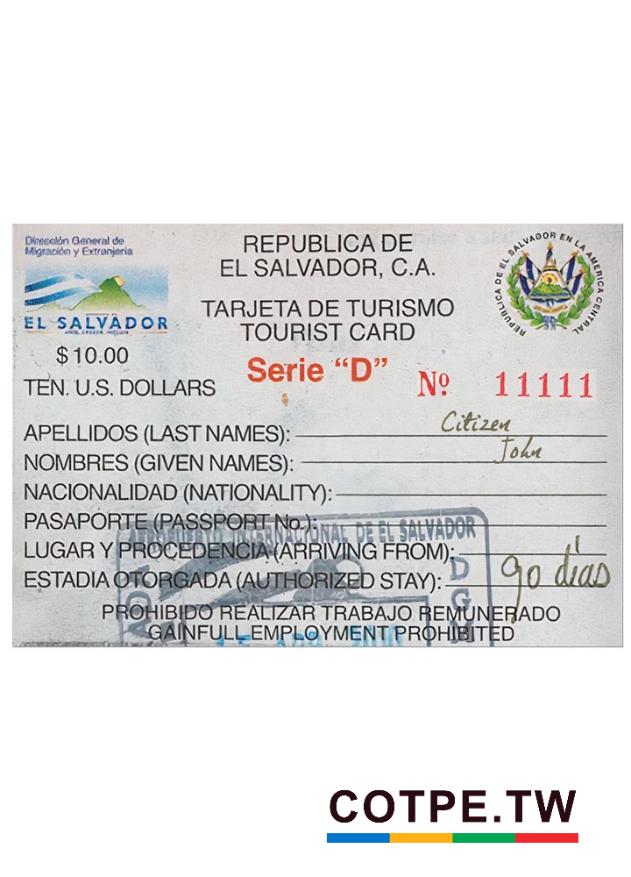 Dirección General de
Migración y Extranjería
EL SALVADOR
$10.00
TEN. U.S. DOLLARS
REPUBLICA DE
EL SALVADOR, C.A.
TARJETA DE TURISMO
TOURIST CARD
Serie “D”
REPUBLICA DE EL SALVADOR EN LA AMERICA CENTRAL
Nº 11111
APELLIDOS (LAST NAMES): Citizen
NOMBRES (GIVEN NAMES): John
NACIONALIDAD (NATIONALITY):
PASAPORTE (PASSPORT No.):
AEROPUERTO INTERNACIONAL DE EL SALVADOR
LUGAR Y PROCEDENCIA (ARRIVING FROM):
ESTADIA OTORGADA (AUTHORIZED STAY): 90 días
PROHIBIDO REALIZAR TRABAJO REMUNERADO
GAINFULL EMPLOYMENT PROHIBITED
COTPE.TW